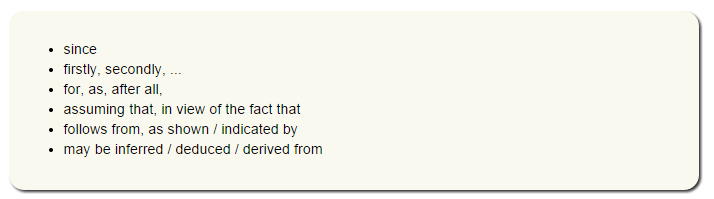 • since
• firstly, secondly, ...
• for, as, after all,
• assuming that, in view of the fact that
• follows from, as shown / indicated by
• may be inferred / deduced / derived from